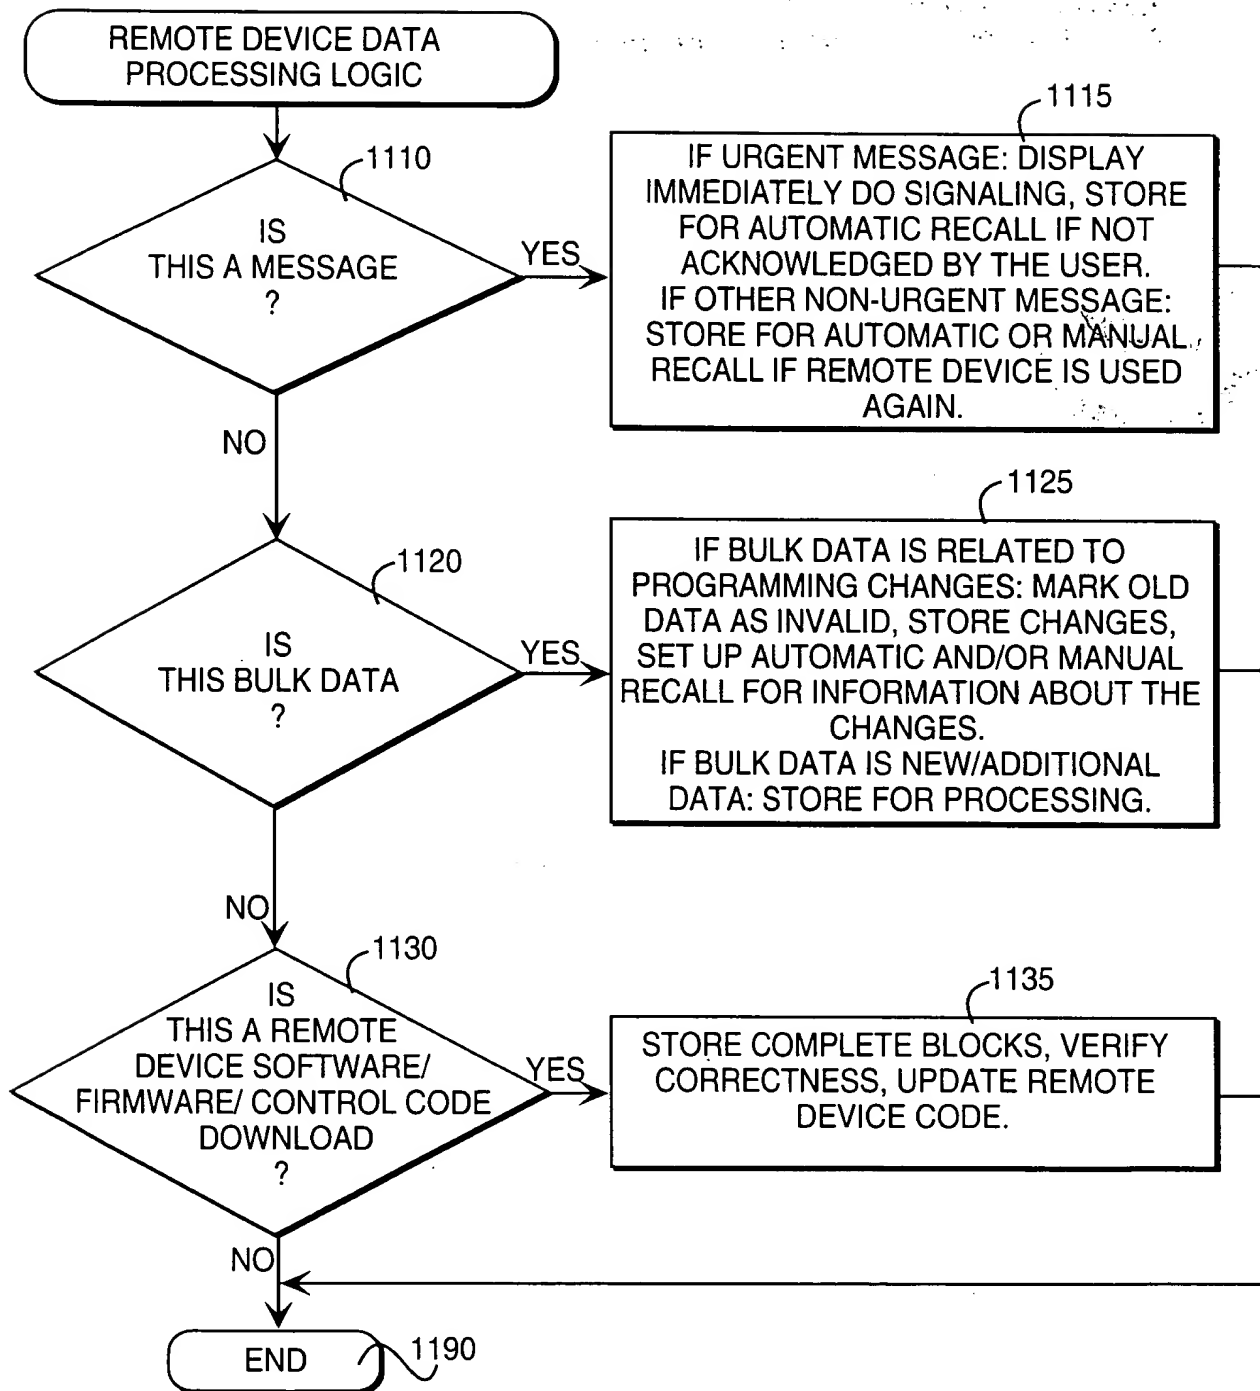 REMOTE DEVICE DATA
PROCESSING LOGIC
1110
IS
THIS A MESSAGE
?
YES
NO
1115
IF URGENT MESSAGE: DISPLAY
IMMEDIATELY DO SIGNALING, STORE
FOR AUTOMATIC RECALL IF NOT
ACKNOWLEDGED BY THE USER.
IF OTHER NON-URGENT MESSAGE:
STORE FOR AUTOMATIC OR MANUAL
RECALL IF REMOTE DEVICE IS USED
AGAIN.
1120
IS
THIS BULK DATA
?
YES
NO
1125
IF BULK DATA IS RELATED TO
PROGRAMMING CHANGES: MARK OLD
DATA AS INVALID, STORE CHANGES,
SET UP AUTOMATIC AND/OR MANUAL
RECALL FOR INFORMATION ABOUT THE
CHANGES.
IF BULK DATA IS NEW/ADDITIONAL
DATA: STORE FOR PROCESSING.
1130
IS
THIS A REMOTE
DEVICE SOFTWARE/
FIRMWARE/ CONTROL CODE
DOWNLOAD
?
YES
NO
1135
STORE COMPLETE BLOCKS, VERIFY
CORRECTNESS, UPDATE REMOTE
DEVICE CODE.
END
1190